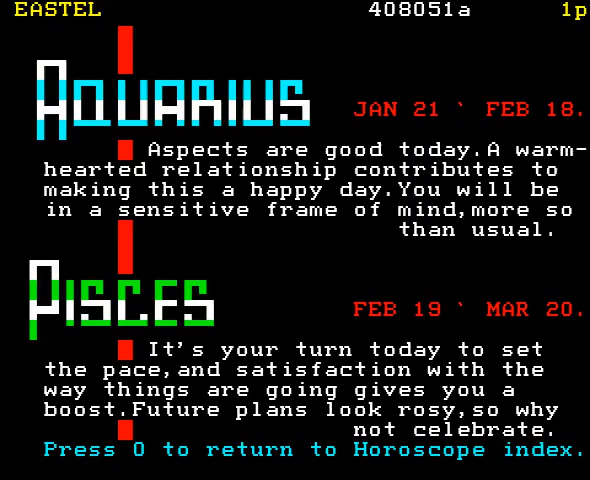 EASTEL 408051a 1p
AQUARIUS
JAN 21 ` FEB 18.
Aspects are good today.A warm-
hearted relationship contributes to
making this a happy day.You will be
in a sensitive frame of mind,more so
than usual.
PISCES
FEB 19 ` MAR 20.
It's your turn today to set
the pace,and satisfaction with the
way things are going gives you a
boost.Future plans look rosy,so why
not celebrate.
Press 0 to return to Horoscope index.